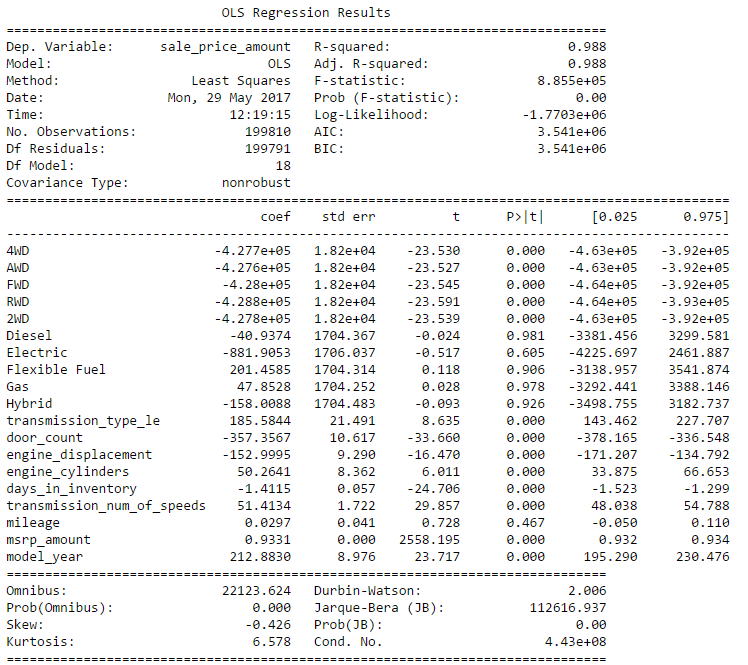 OLS Regression Results
==============================================================================
Dep. Variable: sale_price_amount R-squared: 0.988
Model: OLS Adj. R-squared: 0.988
Method: Least Squares F-statistic: 8.855e+05
Date: Mon, 29 May 2017 Prob (F-statistic): 0.00
Time: 12:19:15 Log-Likelihood: -1.7703e+06
No. Observations: 199810 AIC: 3.541e+06
Df Residuals: 199791 BIC: 3.541e+06
Df Model: 18
Covariance Type: nonrobust
=============================================================================================
coef std err t P>|t| [0.025 0.975]
---------------------------------------------------------------------------------------------
4WD -4.277e+05 1.82e+04 -23.530 0.000 -4.63e+05 -3.92e+05
AWD -4.276e+05 1.82e+04 -23.527 0.000 -4.63e+05 -3.92e+05
FWD -4.28e+05 1.82e+04 -23.545 0.000 -4.64e+05 -3.92e+05
RWD -4.288e+05 1.82e+04 -23.591 0.000 -4.64e+05 -3.93e+05
2WD -4.278e+05 1.82e+04 -23.539 0.000 -4.63e+05 -3.92e+05
Diesel -40.9374 1704.367 -0.024 0.981 -3381.456 3299.581
Electric -881.9053 1706.037 -0.517 0.605 -4225.697 2461.887
Flexible Fuel 201.4585 1704.314 0.118 0.906 -3138.957 3541.874
Gas 47.8528 1704.252 0.028 0.978 -3292.441 3388.146
Hybrid -158.0088 1704.483 -0.093 0.926 -3498.755 3182.737
transmission_type_le 185.5844 21.491 8.635 0.000 143.462 227.707
door_count -357.3567 10.617 -33.660 0.000 -378.165 -336.548
engine_displacement -152.9995 9.290 -16.470 0.000 -171.207 -134.792
engine_cylinders 50.2641 8.362 6.011 0.000 33.875 66.653
days_in_inventory -1.4115 0.057 -24.706 0.000 -1.523 -1.299
transmission_num_of_speeds 51.4134 1.722 29.857 0.000 48.038 54.788
mileage 0.0297 0.041 0.728 0.467 -0.050 0.110
msrp_amount 0.9331 0.000 2558.195 0.000 0.932 0.934
model_year 212.8830 8.976 23.717 0.000 195.290 230.476
==============================================================================
Omnibus: 22123.624 Durbin-Watson: 2.006
Prob(Omnibus): 0.000 Jarque-Bera (JB): 112616.937
Skew: -0.426 Prob(JB): 0.00
Kurtosis: 6.578 Cond. No. 4.43e+08
==============================================================================